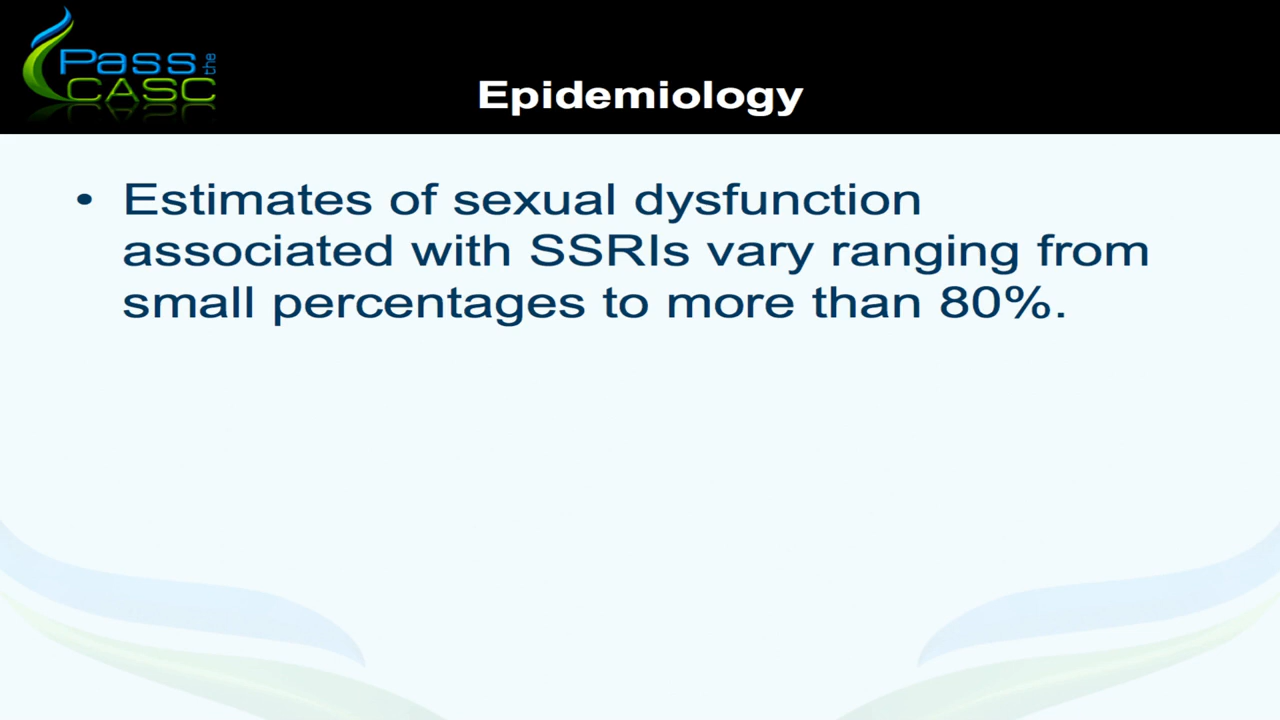 Pass the
CASC
Epidemiology
• Estimates of sexual dysfunction
associated with SSRIs vary ranging from
small percentages to more than 80%.